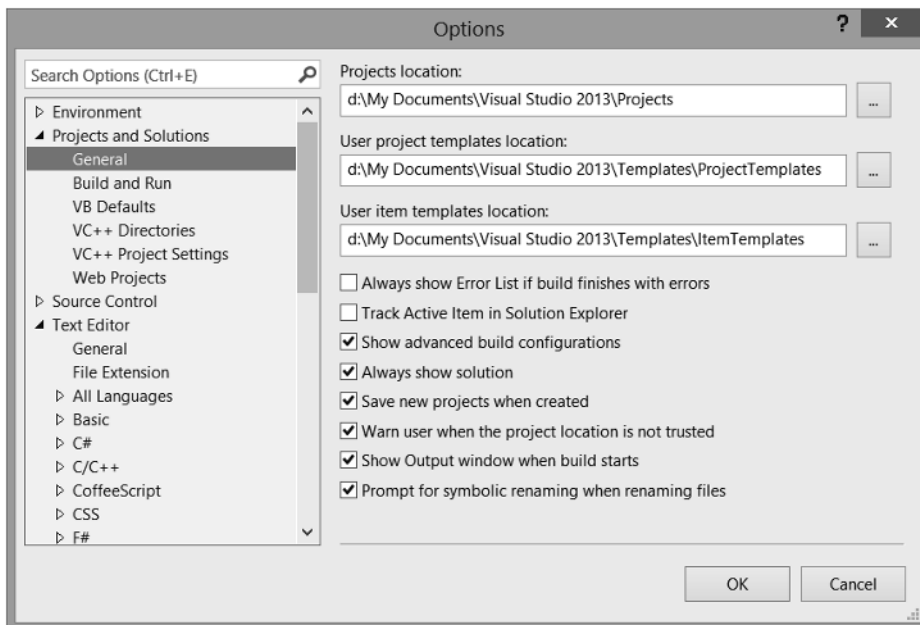 Options
?
x
Search Options (Ctrl+E)
Environment
Projects and Solutions
General
Build and Run
VB Defaults
VC++ Directories
VC++ Project Settings
Web Projects
Source Control
Text Editor
General
File Extension
All Languages
Basic
C#
C/C++
CoffeeScript
CSS
F#
Projects location:
d:\My Documents\Visual Studio 2013\Projects
...
User project templates location:
d:\My Documents\Visual Studio 2013\Templates\ProjectTemplates
...
User item templates location:
d:\My Documents\Visual Studio 2013\Templates\ItemTemplates
...
Always show Error List if build finishes with errors
Track Active Item in Solution Explorer
Show advanced build configurations
Always show solution
Save new projects when created
Warn user when the project location is not trusted
Show Output window when build starts
Prompt for symbolic renaming when renaming files
OK
Cancel